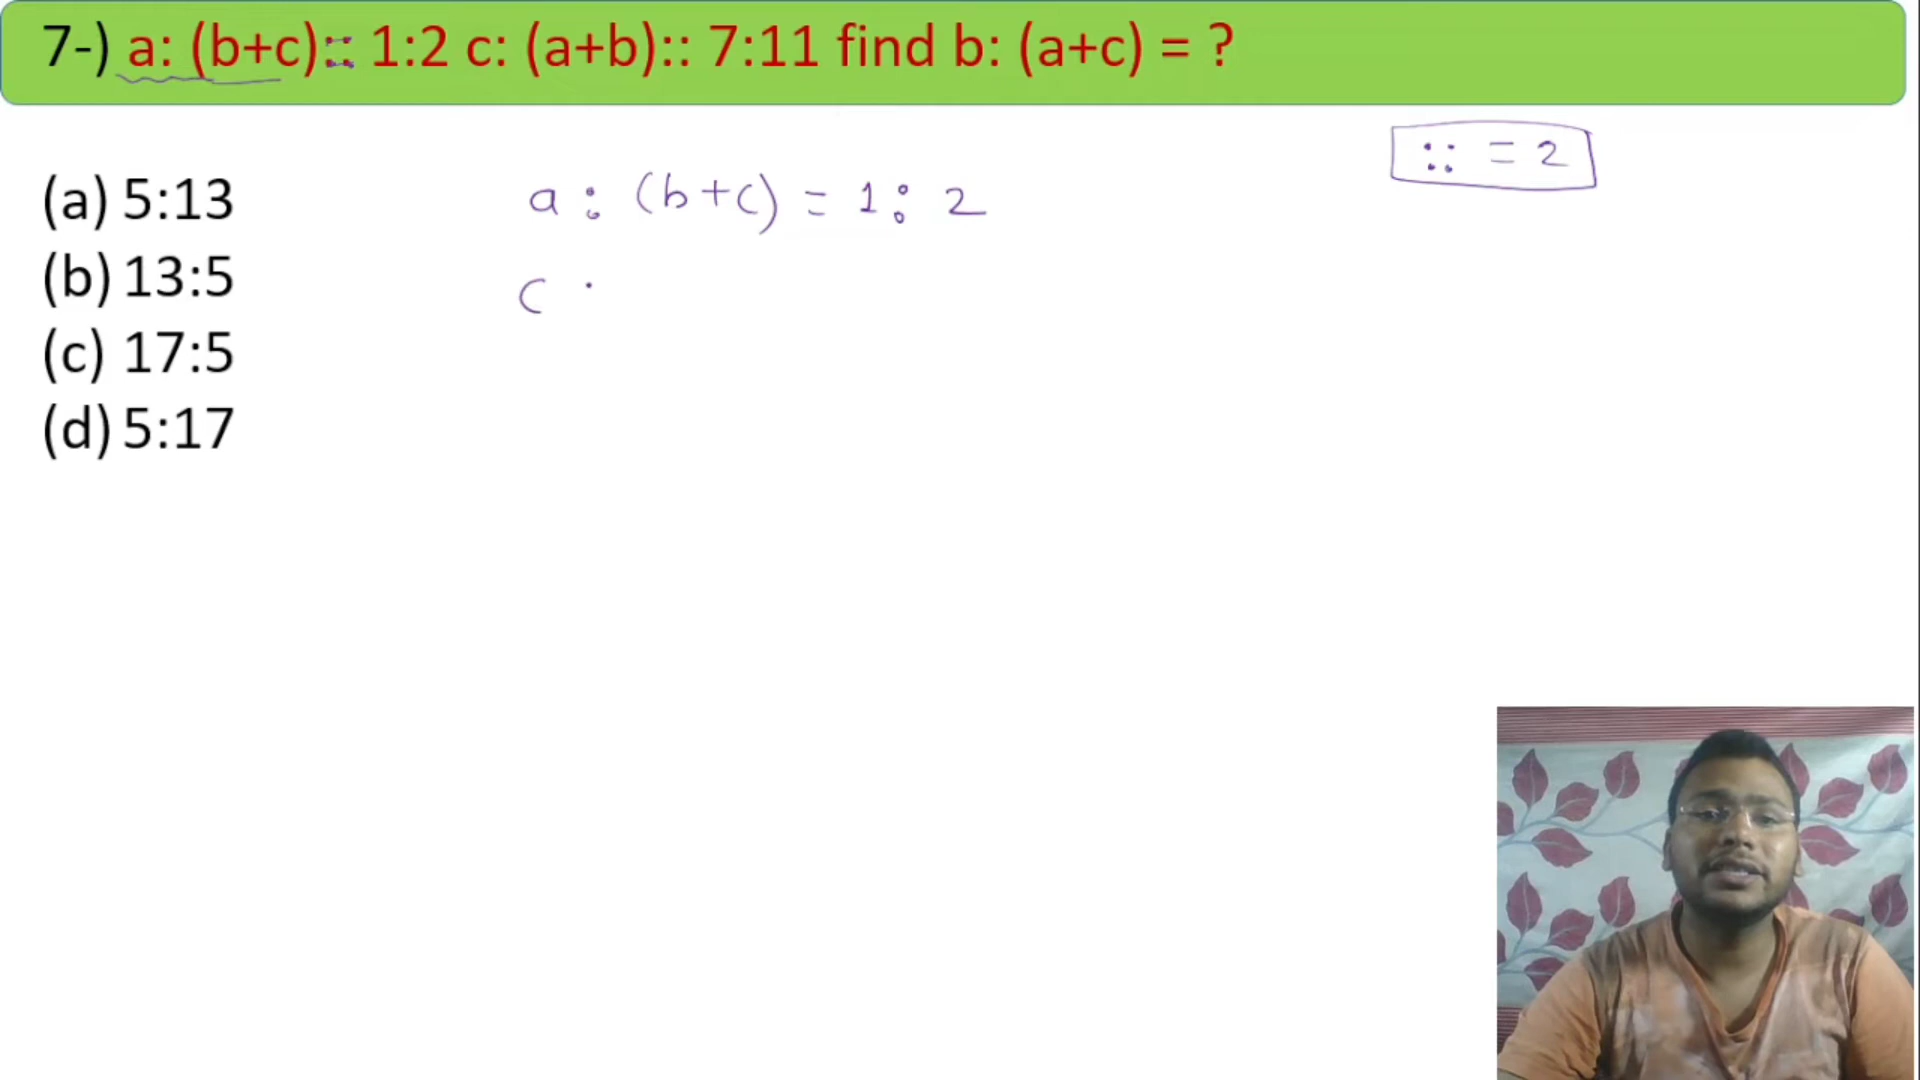 7-) a: (b+c):: 1:2 c: (a+b):: 7:11 find b: (a+c) = ?
:: = 2
(a) 5:13
a : (b+c) = 1 : 2
(b) 13:5
c ·
(c) 17:5
(d) 5:17